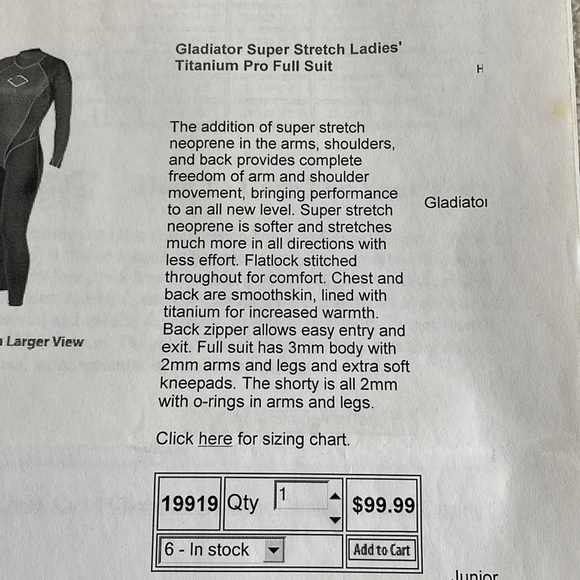 Gladiator Super Stretch Ladies'
Titanium Pro Full Suit
H
The addition of super stretch
neoprene in the arms, shoulders,
and back provides complete
freedom of arm and shoulder
movement, bringing performance
to an all new level. Super stretch
neoprene is softer and stretches
much more in all directions with
less effort. Flatlock stitched
throughout for comfort. Chest and
back are smoothskin, lined with
titanium for increased warmth.
Back zipper allows easy entry and
exit. Full suit has 3mm body with
2mm arms and legs and extra soft
kneepads. The shorty is all 2mm
with o-rings in arms and legs.
Gladiator
Larger View
Click here for sizing chart.
19919 Qty 1 $99.99
6 - In stock Add to Cart
Junior